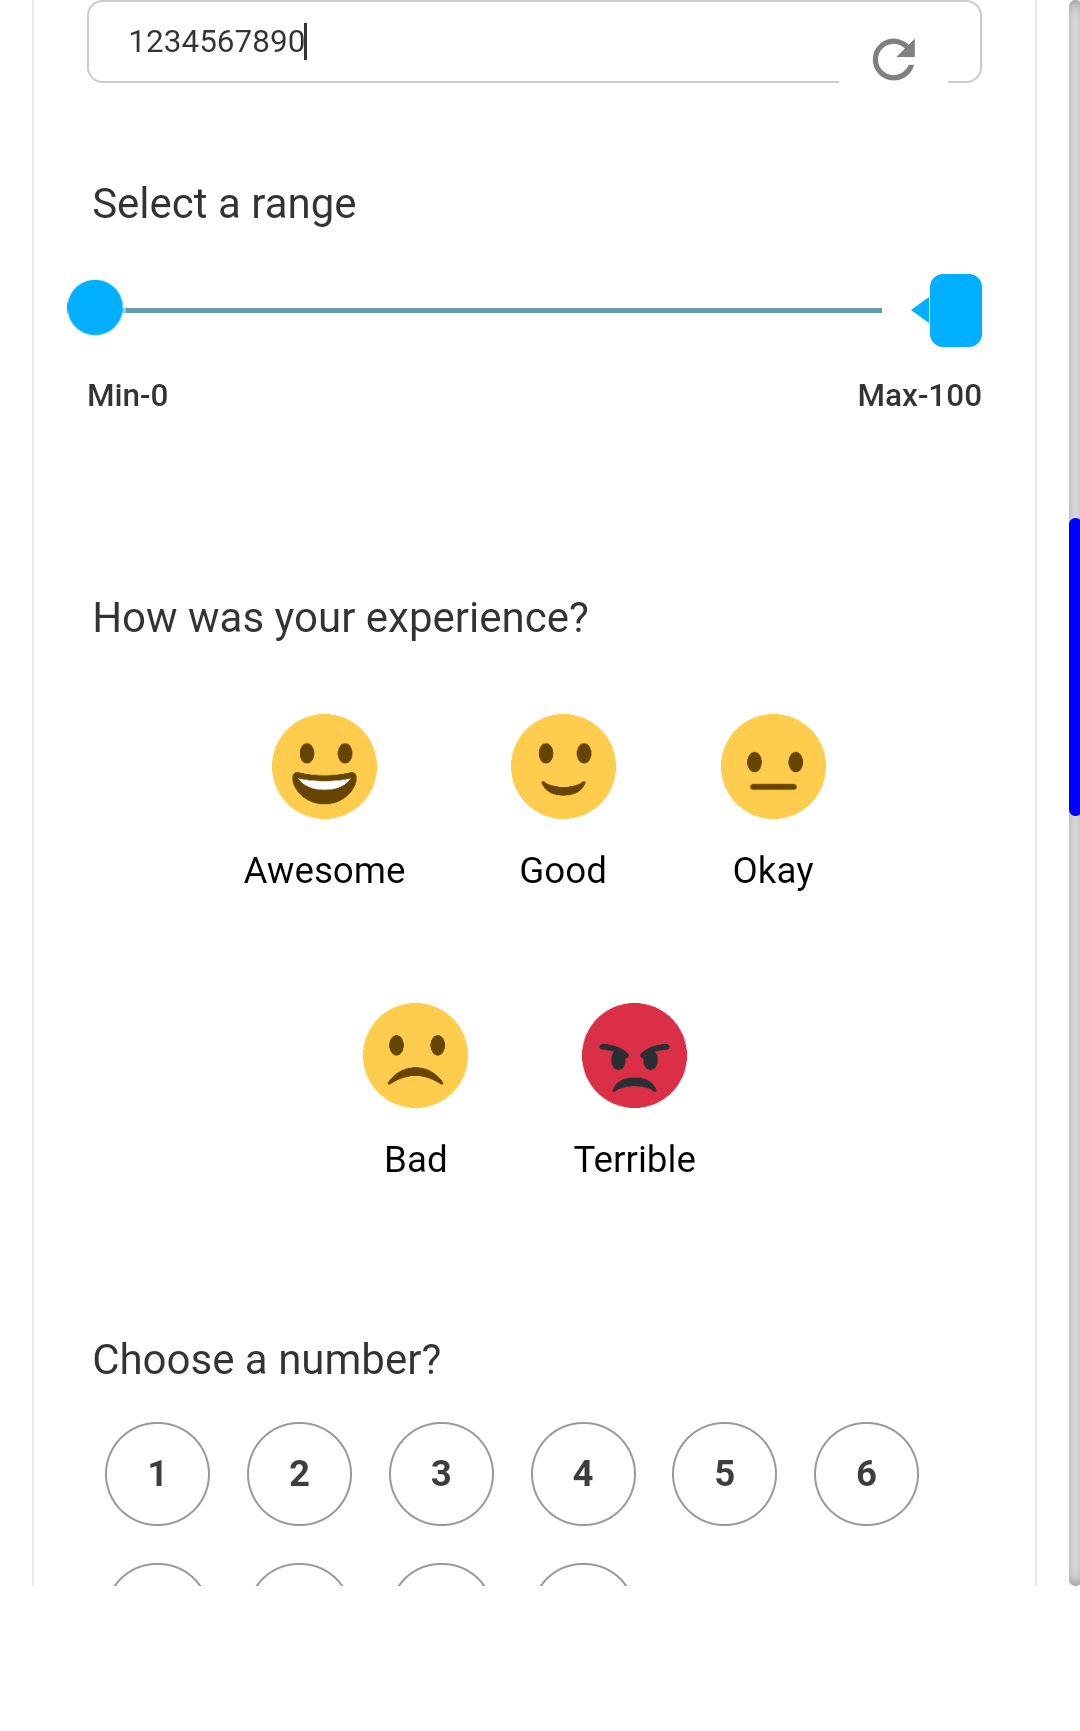 1234567890
Select a range
Min-0 Max-100
How was your experience?
Awesome Good Okay
Bad Terrible
Choose a number?
1 2 3 4 5 6